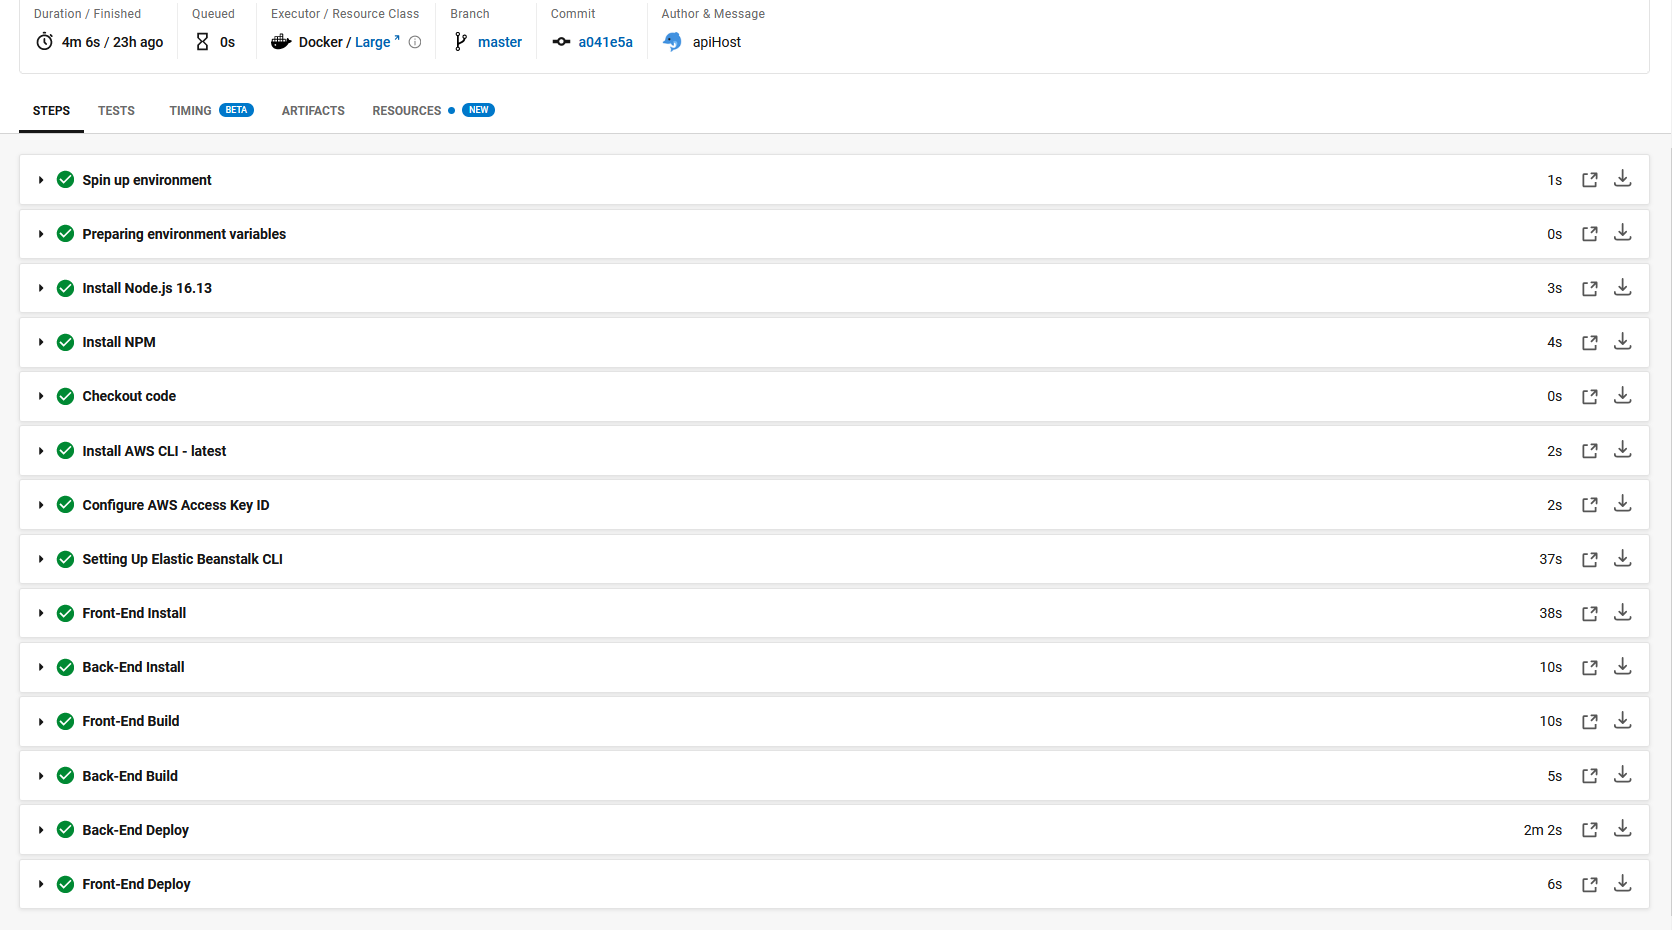 Duration / Finished Queued Executor / Resource Class Branch Commit Author & Message
4m 6s / 23h ago 0s Docker / Large master a041e5a apiHost
STEPS TESTS TIMING BETA ARTIFACTS RESOURCES NEW
Spin up environment 1s
Preparing environment variables 0s
Install Node.js 16.13 3s
Install NPM 4s
Checkout code 0s
Install AWS CLI - latest 2s
Configure AWS Access Key ID 2s
Setting Up Elastic Beanstalk CLI 37s
Front-End Install 38s
Back-End Install 10s
Front-End Build 10s
Back-End Build 5s
Back-End Deploy 2m 2s
Front-End Deploy 6s